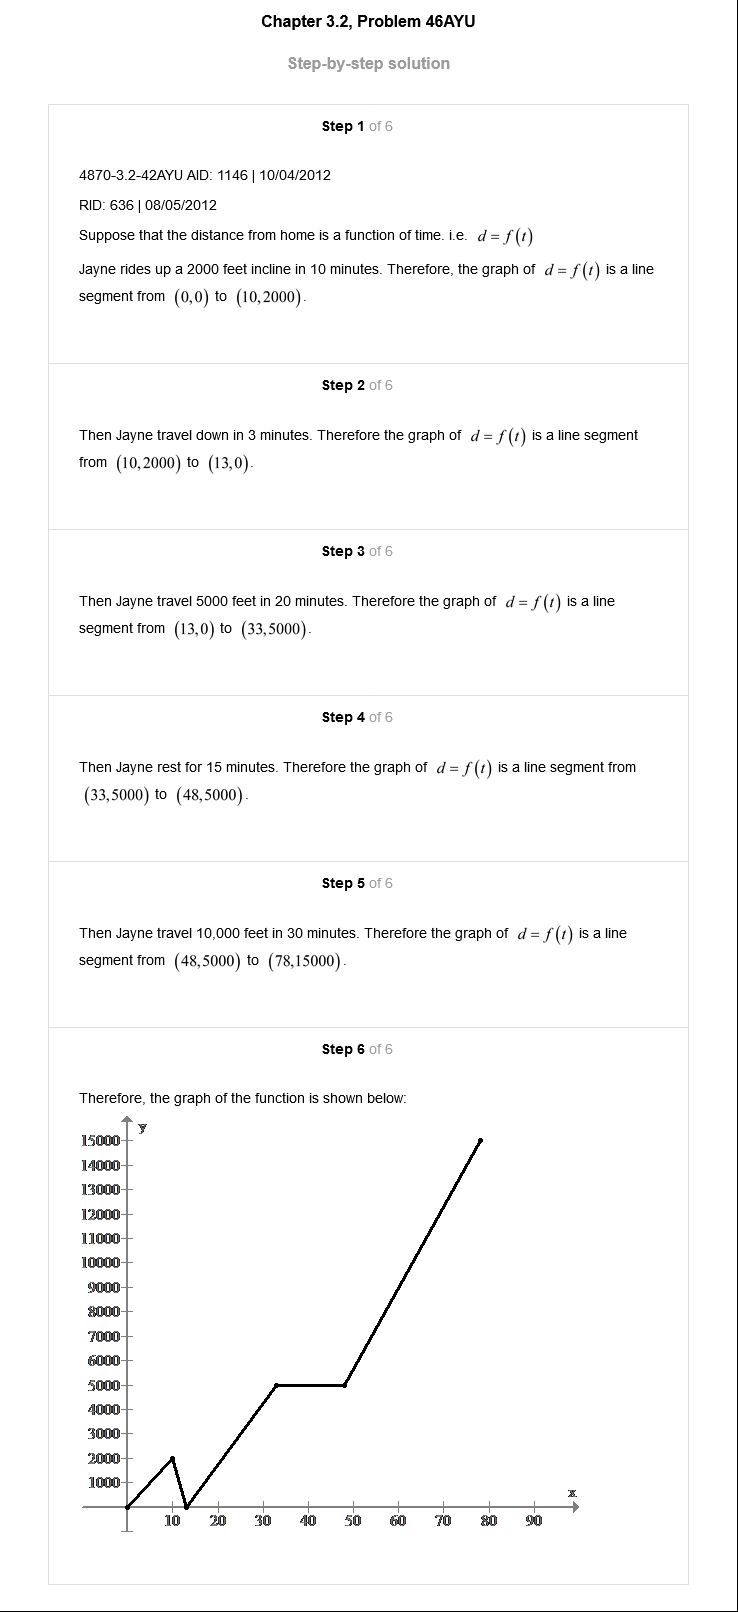 Chapter 3.2, Problem 46AYU
Step-by-step solution
Step 1 of 6
4870-3.2-42AYU AID: 1146 | 10/04/2012
RID: 636 | 08/05/2012
Suppose that the distance from home is a function of time. i.e. d = f(t)
Jayne rides up a 2000 feet incline in 10 minutes. Therefore, the graph of d = f(t) is a line
segment from (0,0) to (10,2000).
Step 2 of 6
Then Jayne travel down in 3 minutes. Therefore the graph of d = f(t) is a line segment
from (10,2000) to (13,0).
Step 3 of 6
Then Jayne travel 5000 feet in 20 minutes. Therefore the graph of d = f(t) is a line
segment from (13,0) to (33,5000).
Step 4 of 6
Then Jayne rest for 15 minutes. Therefore the graph of d = f(t) is a line segment from
(33,5000) to (48,5000).
Step 5 of 6
Then Jayne travel 10,000 feet in 30 minutes. Therefore the graph of d = f(t) is a line
segment from (48,5000) to (78,15000).
Step 6 of 6
Therefore, the graph of the function is shown below:
y
15000
14000
13000
12000
11000
10000
9000
8000
7000
6000
5000
4000
3000
2000
1000
x
10 20 30 40 50 60 70 80 90